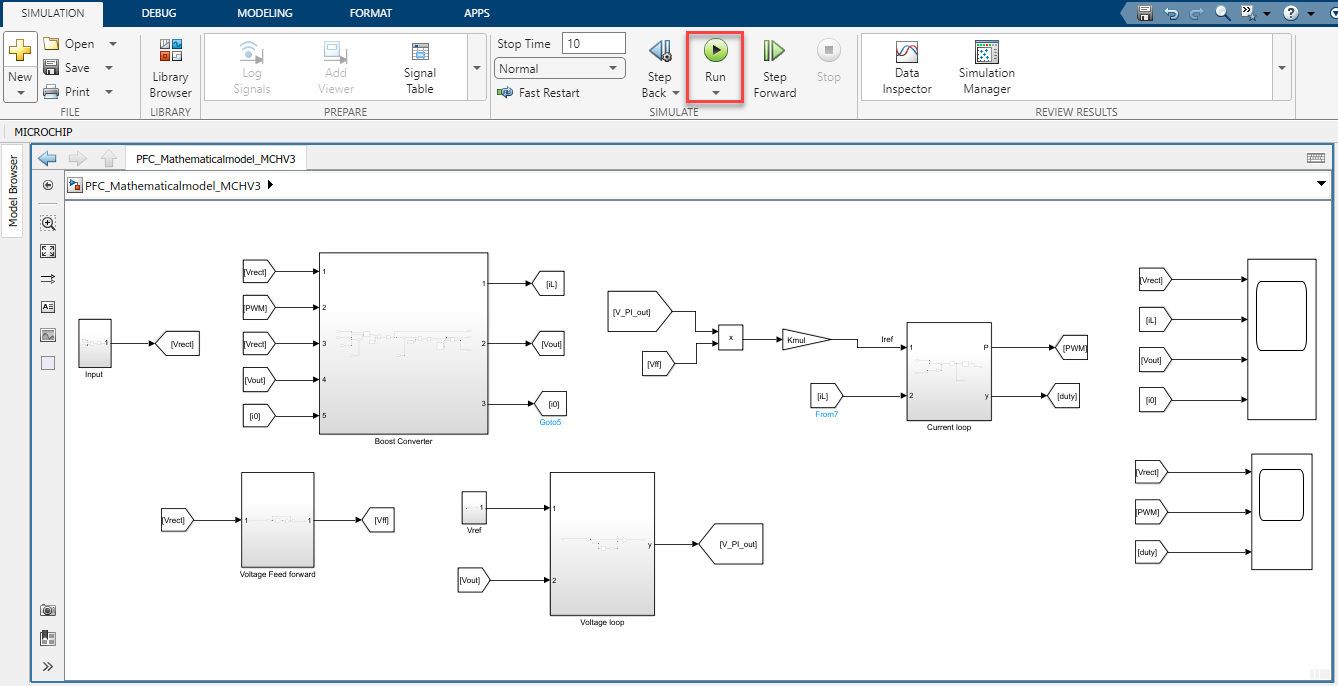 SIMULATION DEBUG MODELING FORMAT APPS
New
Open
Save
Print
FILE
Library
Browser
LIBRARY
Log
Signals
Add
Viewer
Signal
Table
PREPARE
Stop Time 10
Normal
Fast Restart
Step
Back
Run
Step
Forward
Stop
SIMULATE
Data
Inspector
Simulation
Manager
REVIEW RESULTS
MICROCHIP
Model Browser
PFC_Mathematicalmodel_MCHV3
PFC_Mathematicalmodel_MCHV3
1
Input
[Vrect]
[Vrect]
[PWM]
[Vrect]
[Vout]
[i0]
1
2
3
4
5
1
2
3
Boost Converter
[iL]
[Vout]
[i0]
Goto5
[V_PI_out]
[Vff]
x
Kmul
Iref
[iL]
From7
1
2
P
y
Current loop
[PWM]
[duty]
[Vrect]
[iL]
[Vout]
[i0]
[Vrect]
1
1
Voltage Feed forward
[Vff]
1
Vref
[Vout]
1
2
y
Voltage loop
[V_PI_out]
[Vrect]
[PWM]
[duty]